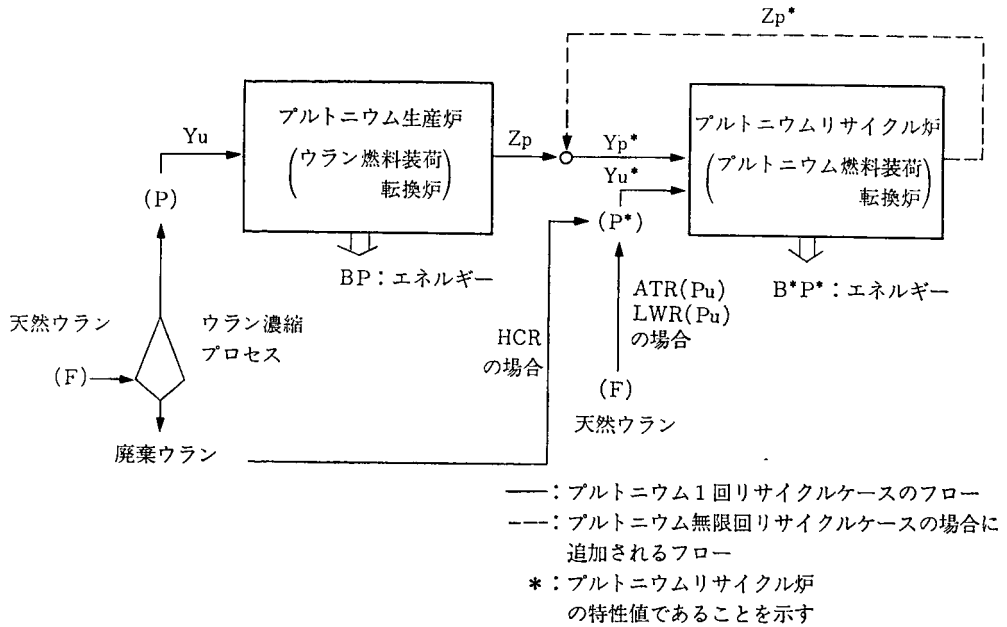 Zp*
プルトニウム生産炉
(ウラン燃料装荷
転換炉)
Yu
(P)
BP：エネルギー
Zp
Yp*
Yu*
(P*)
プルトニウムリサイクル炉
(プルトニウム燃料装荷
転換炉)
B*P*：エネルギー
天然ウラン
(F)
ウラン濃縮
プロセス
廃棄ウラン
HCR
の場合
ATR(Pu)
LWR(Pu)
の場合
(F)
天然ウラン
──：プルトニウム1回リサイクルケースのフロー
---：プルトニウム無限回リサイクルケースの場合に
追加されるフロー
*：プルトニウムリサイクル炉
の特性値であることを示す